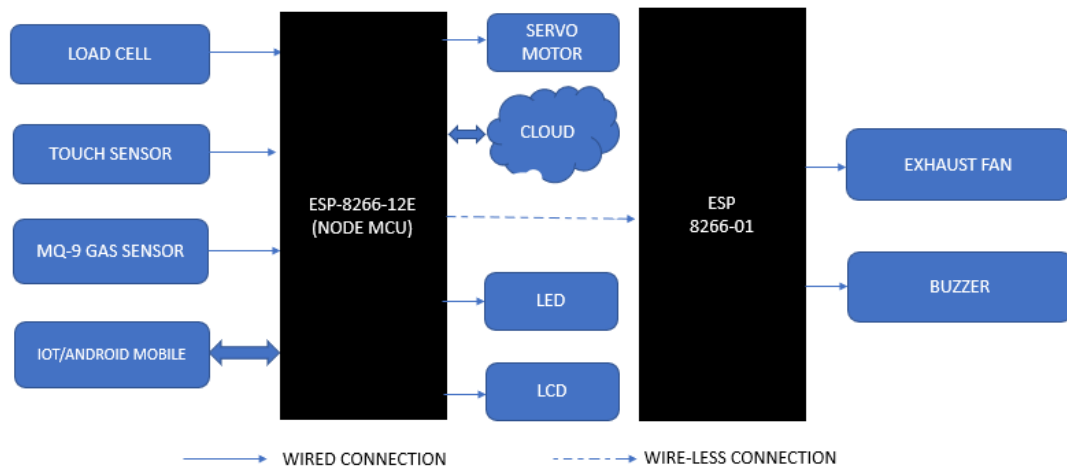 LOAD CELL
TOUCH SENSOR
MQ-9 GAS SENSOR
IOT/ANDROID MOBILE
ESP-8266-12E
(NODE MCU)
SERVO
MOTOR
CLOUD
LED
LCD
ESP
8266-01
EXHAUST FAN
BUZZER
WIRED CONNECTION
WIRE-LESS CONNECTION